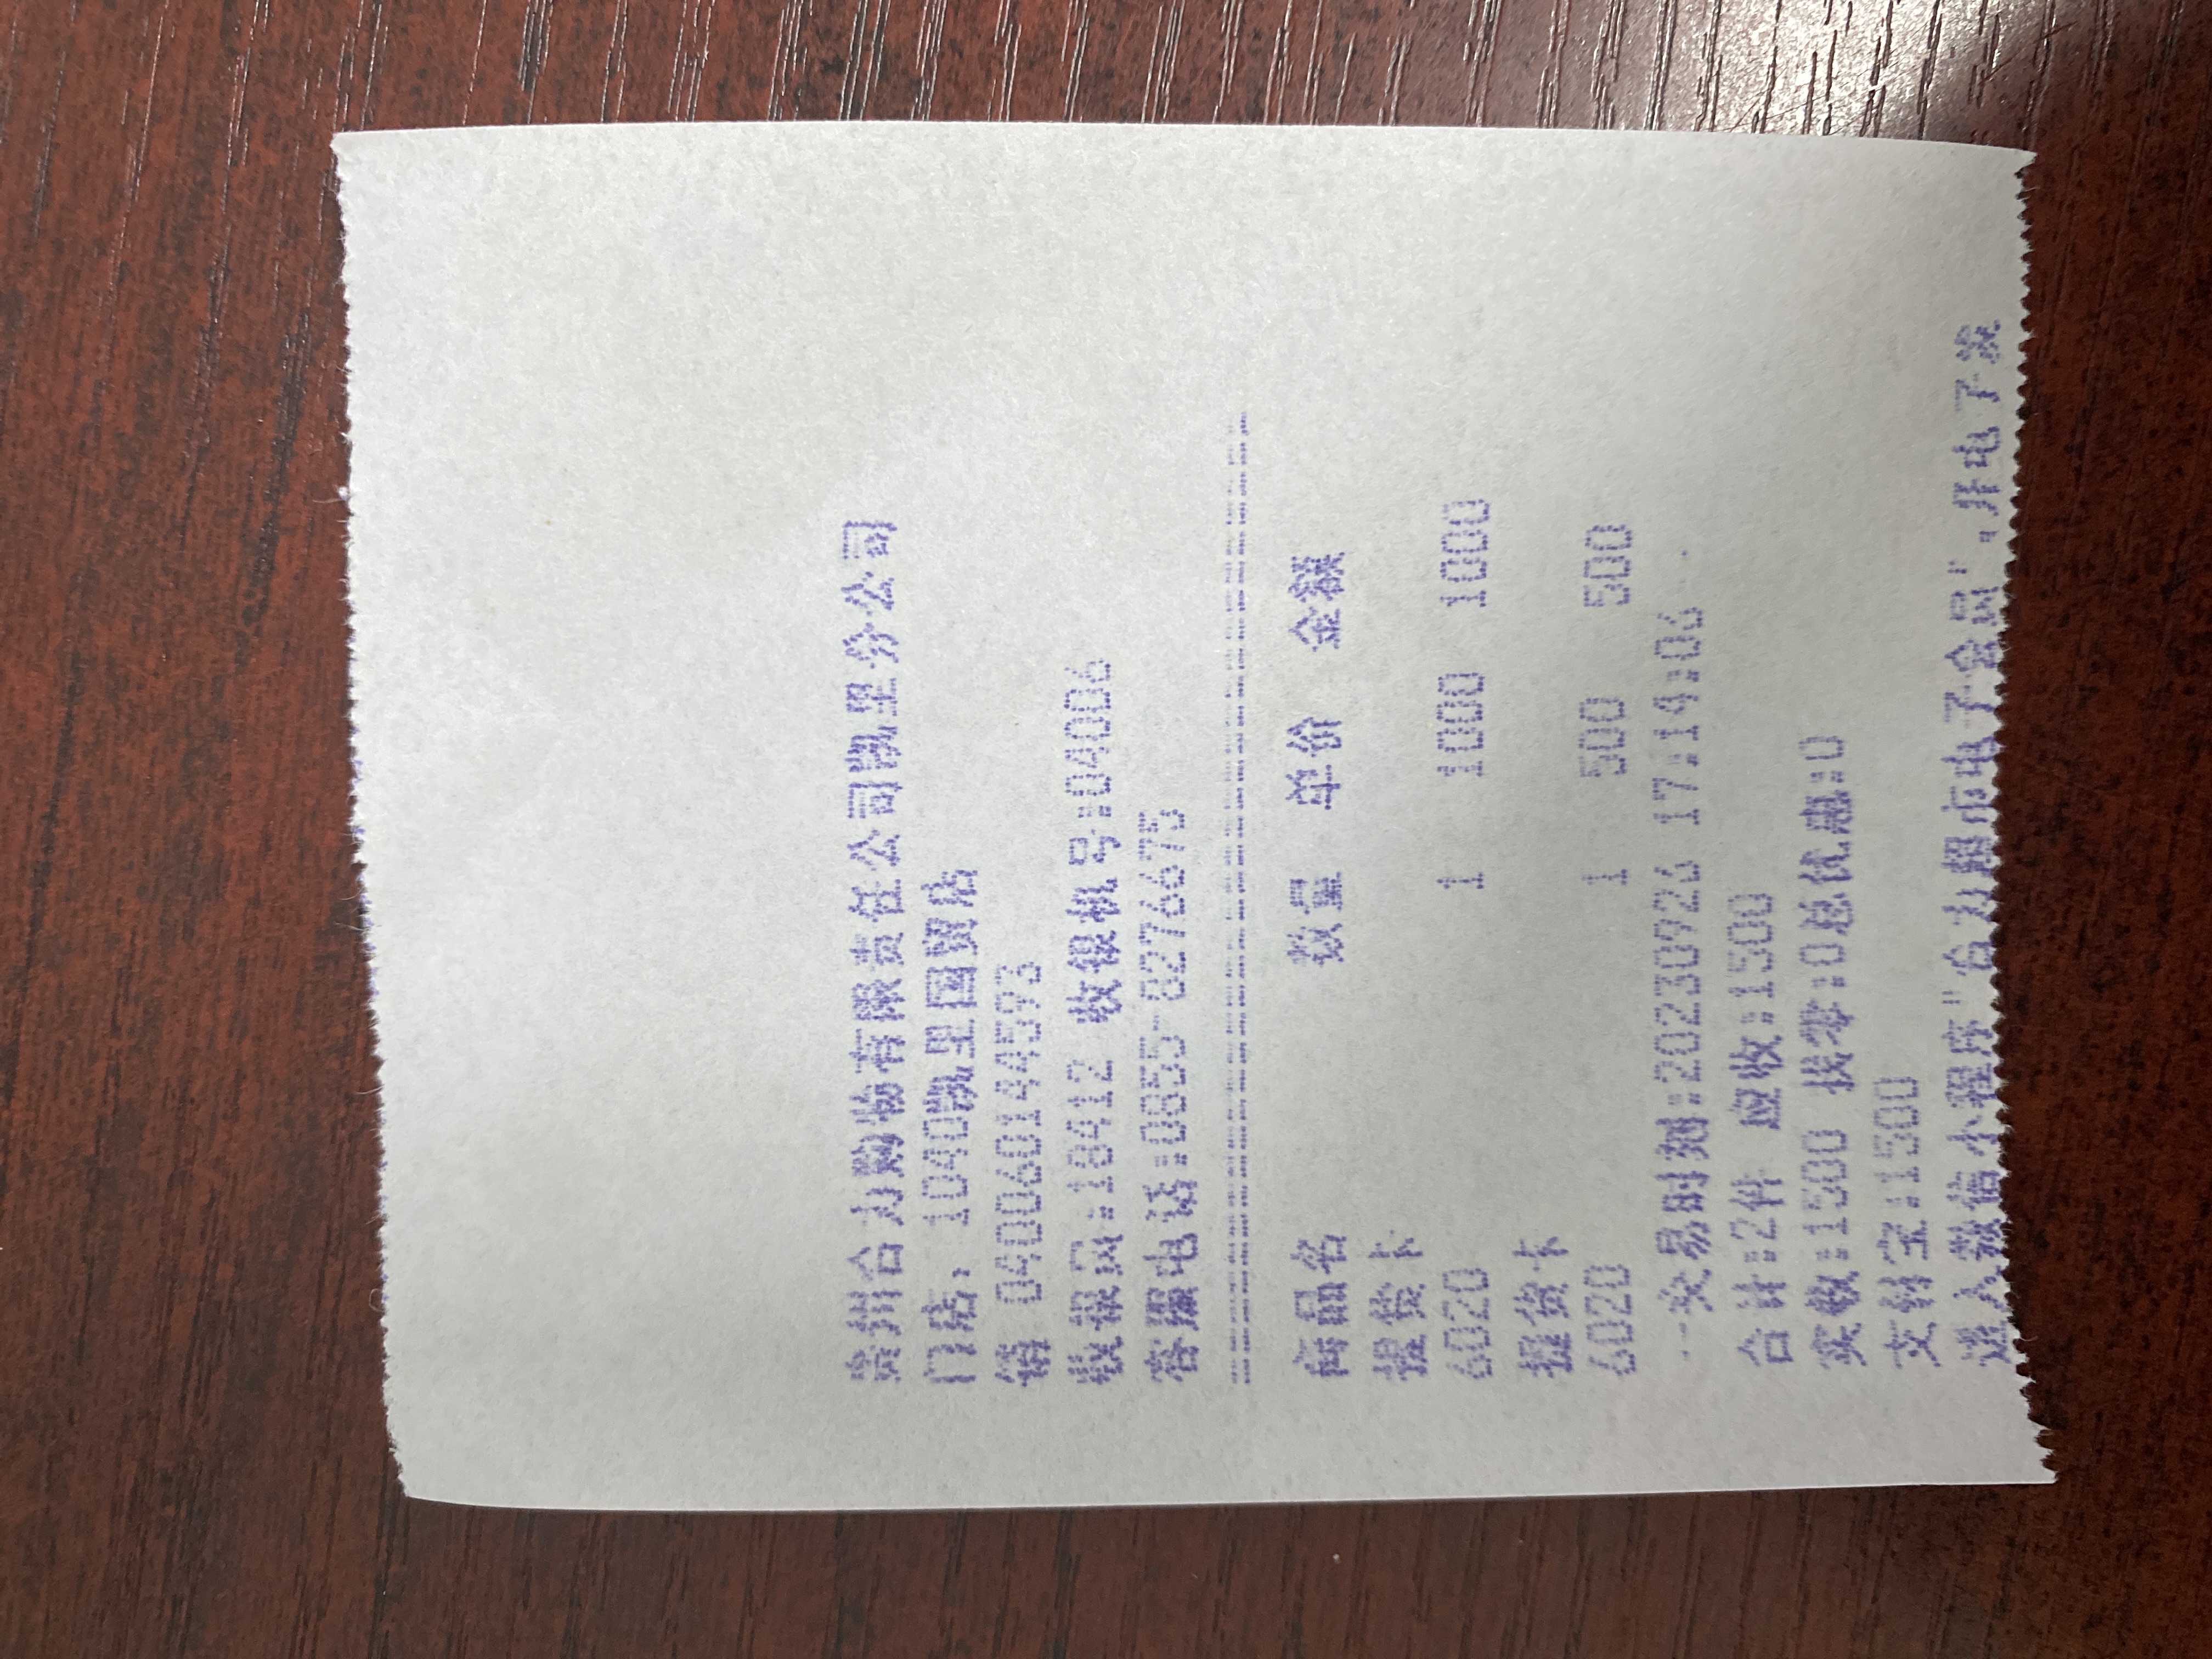 贵州合力购物有限责任公司凯里分公司
门店: 1040凯里国贸店
销 040060144593
收银员:18412 收银机号:04006
客服电话:0855-8276675
================================
商品名 数量 单价 金额
提货卡
6020 1 1000 1000
提货卡
6020 1 500 500
--交易时刻:20230926 17:14:06--
合计:2件 应收:1500
实收:1500 找零:0总优惠:0
支付宝:1500
进入微信小程序"合力超市电子会员",开电子发